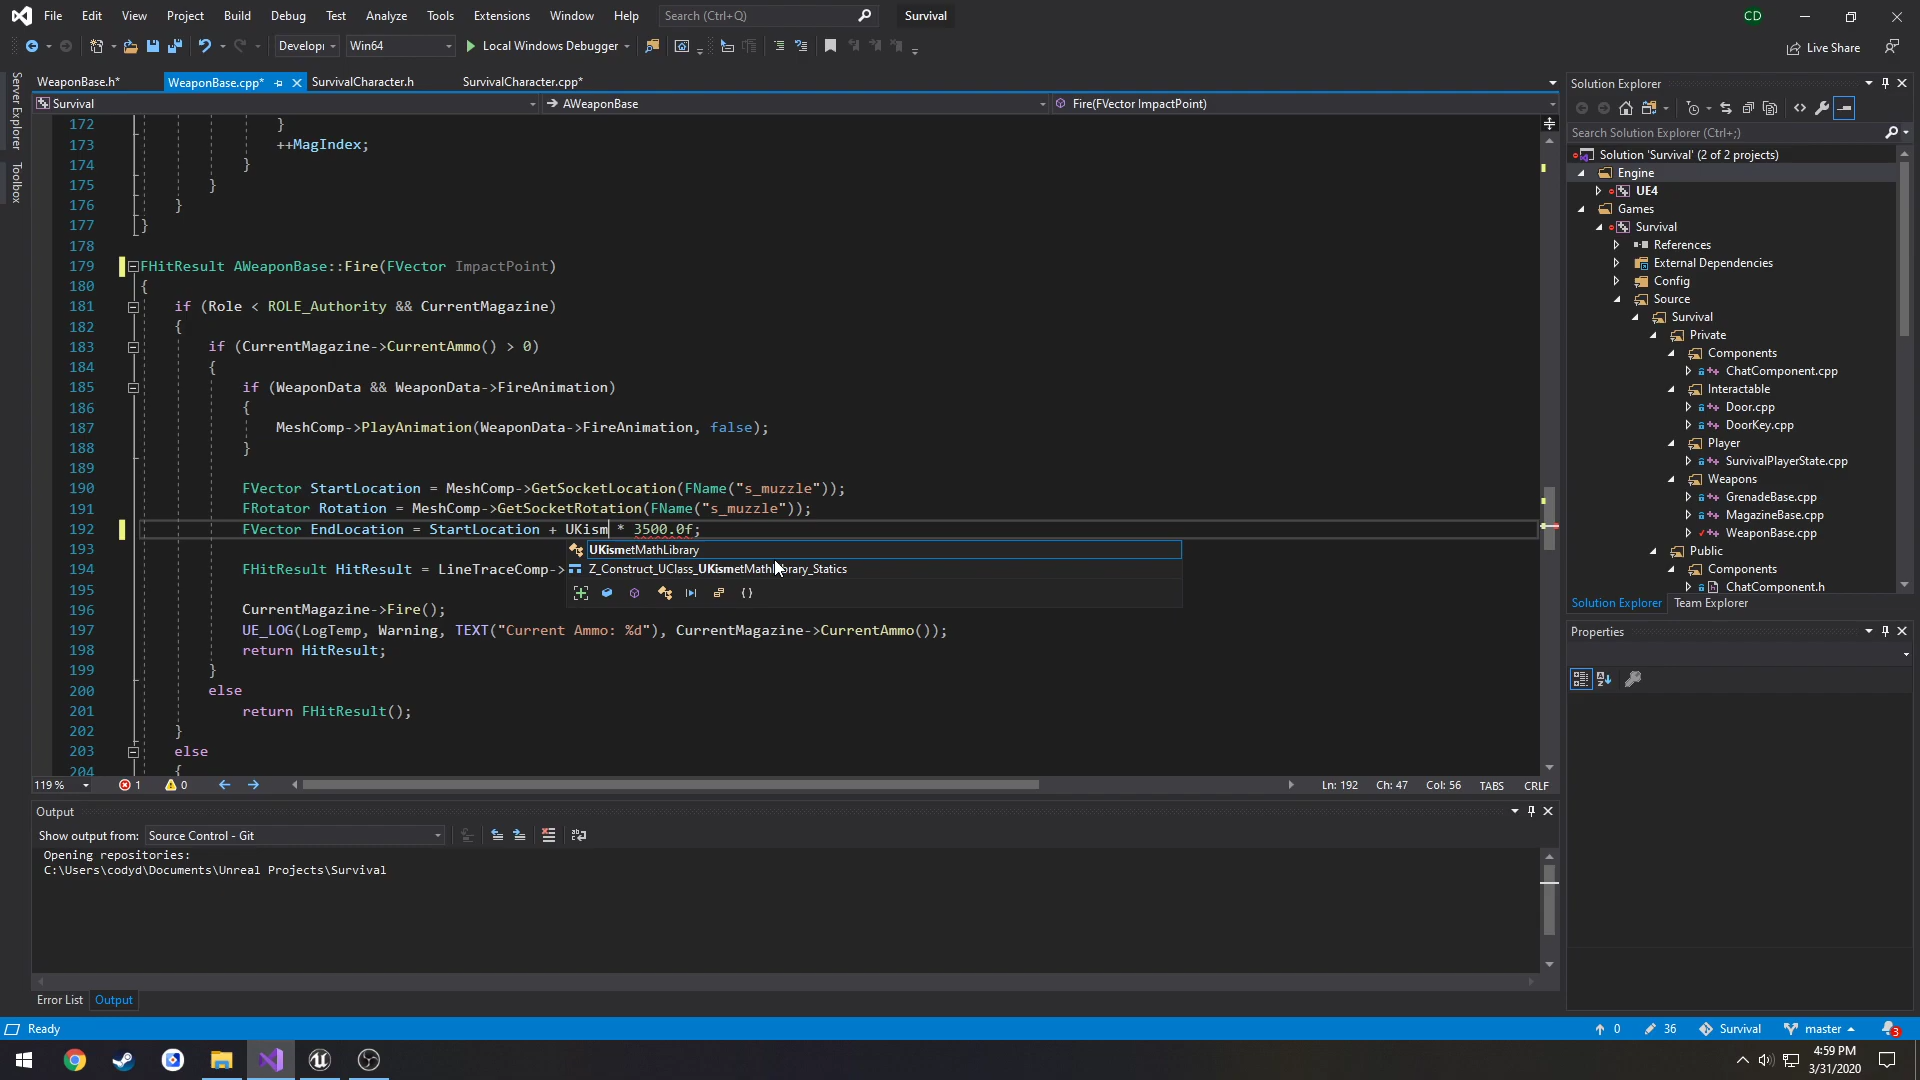 File Edit View Project Build Debug Test Analyze Tools Extensions Window Help Search (Ctrl+Q) Survival CD
Develop Win64 Local Windows Debugger Live Share
Server Explorer
Toolbox
WeaponBase.h* WeaponBase.cpp* SurvivalCharacter.h SurvivalCharacter.cpp*
Survival AWeaponBase Fire(FVector ImpactPoint)
172 }
173 ++MagIndex;
174 }
175 }
176 }
177 }
178
179 FHitResult AWeaponBase::Fire(FVector ImpactPoint)
180 {
181 if (Role < ROLE_Authority && CurrentMagazine)
182 {
183 if (CurrentMagazine->CurrentAmmo() > 0)
184 {
185 if (WeaponData && WeaponData->FireAnimation)
186 {
187 MeshComp->PlayAnimation(WeaponData->FireAnimation, false);
188 }
189
190 FVector StartLocation = MeshComp->GetSocketLocation(FName("s_muzzle"));
191 FRotator Rotation = MeshComp->GetSocketRotation(FName("s_muzzle"));
192 FVector EndLocation = StartLocation + UKism * 3500.0f;
193 UKismetMathLibrary
194 FHitResult HitResult = LineTraceComp-> Z_Construct_UClass_UKismetMathLibrary_Statics
195
196 CurrentMagazine->Fire();
197 UE_LOG(LogTemp, Warning, TEXT("Current Ammo: %d"), CurrentMagazine->CurrentAmmo());
198 return HitResult;
199 }
200 else
201 return FHitResult();
202 }
203 else
204 {
119 % 1 0 Ln: 192 Ch: 47 Col: 56 TABS CRLF
Output
Show output from: Source Control - Git
Opening repositories:
C:\Users\codyd\Documents\Unreal Projects\Survival
Error List Output
Solution Explorer
Search Solution Explorer (Ctrl+;)
Solution 'Survival' (2 of 2 projects)
Engine
UE4
Games
Survival
References
External Dependencies
Config
Source
Survival
Private
Components
ChatComponent.cpp
Interactable
Door.cpp
DoorKey.cpp
Player
SurvivalPlayerState.cpp
Weapons
GrenadeBase.cpp
MagazineBase.cpp
WeaponBase.cpp
Public
Components
ChatComponent.h
Solution Explorer Team Explorer
Properties
Ready 0 36 Survival master 3
4:59 PM
3/31/2020